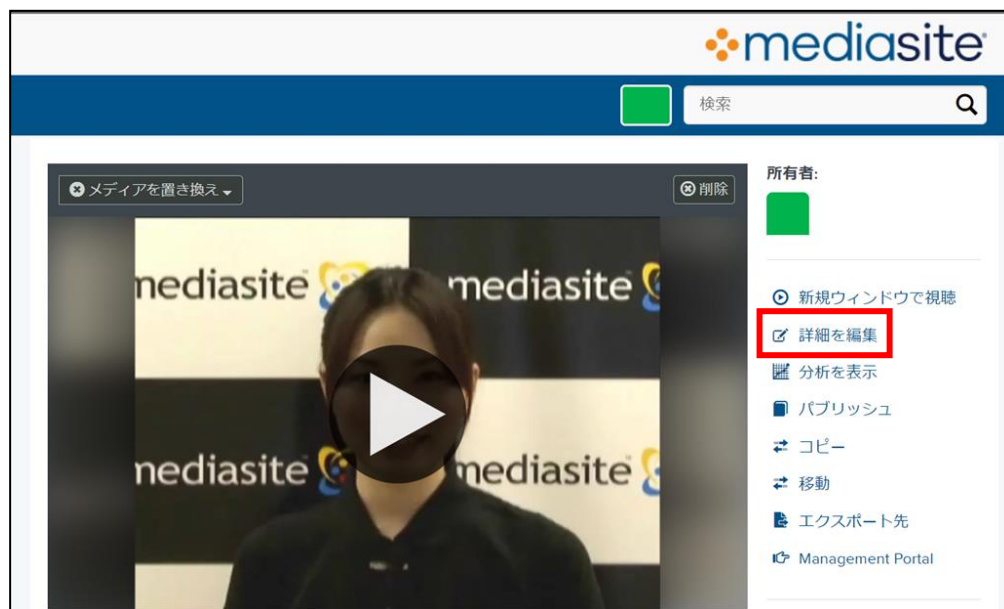 mediasite
検索
メディアを置き換え
削除
所有者:
mediasite
mediasite
新規ウィンドウで視聴
詳細を編集
分析を表示
パブリッシュ
mediasite
mediasite
コピー
移動
エクスポート先
Management Portal